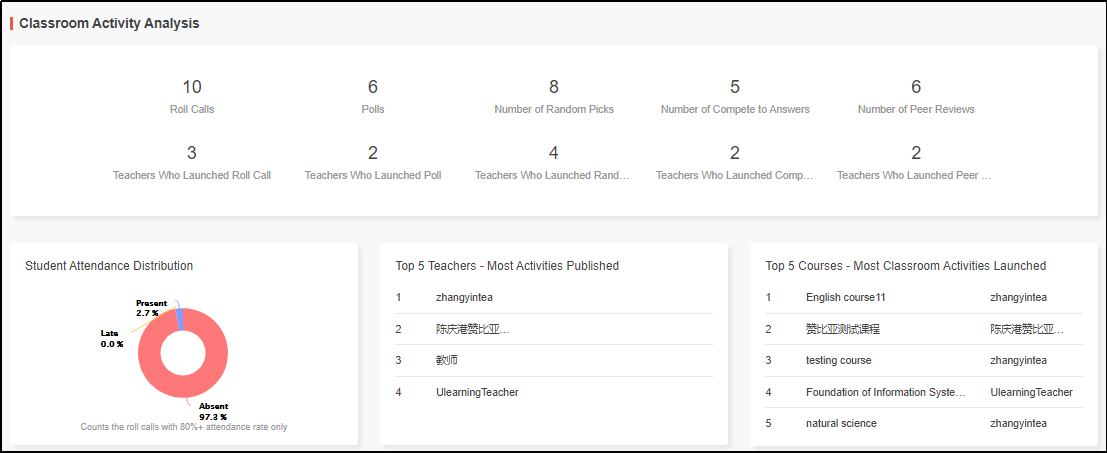 Classroom Activity Analysis
10 6 8 5 6
Roll Calls Polls Number of Random Picks Number of Compete to Answers Number of Peer Reviews
3 2 4 2 2
Teachers Who Launched Roll Call Teachers Who Launched Poll Teachers Who Launched Rand... Teachers Who Launched Comp... Teachers Who Launched Peer ...
Student Attendance Distribution
Present
2.7 %
Late
0.0 %
Absent
97.3 %
Counts the roll calls with 80%+ attendance rate only
Top 5 Teachers - Most Activities Published
1 zhangyintea
2 陈庆港赞比亚...
3 教师
4 UlearningTeacher
Top 5 Courses - Most Classroom Activities Launched
1 English course11 zhangyintea
2 赞比亚测试课程 陈庆港赞比亚...
3 testing course zhangyintea
4 Foundation of Information Syste... UlearningTeacher
5 natural science zhangyintea